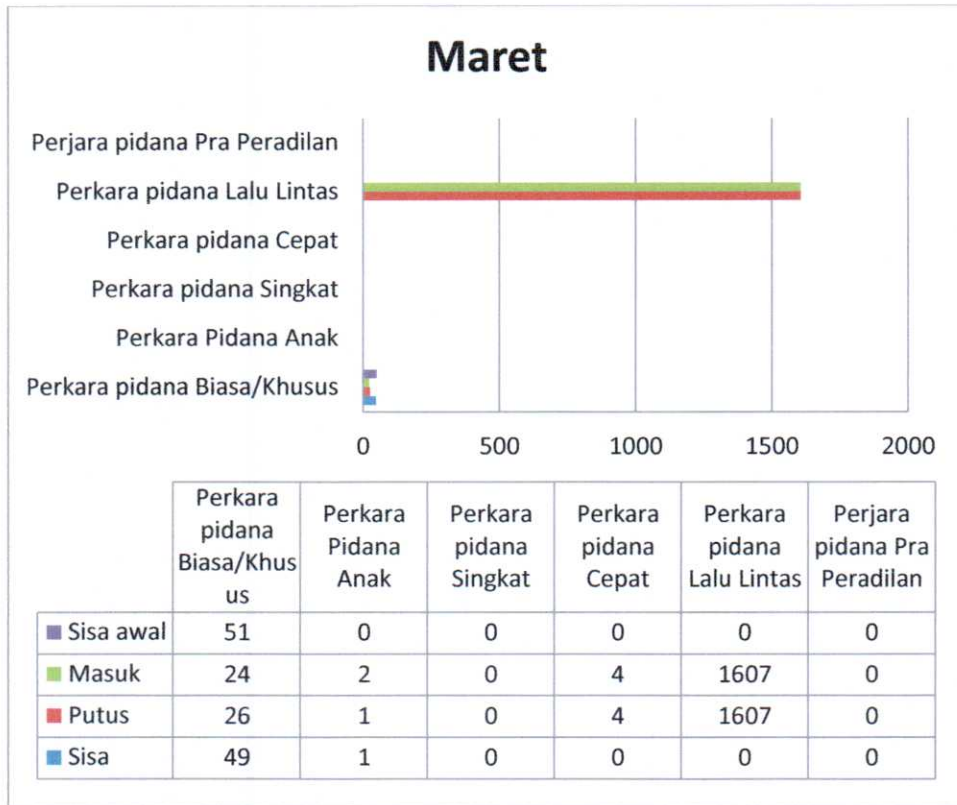 Maret
Perjara pidana Pra Peradilan
Perkara pidana Lalu Lintas
Perkara pidana Cepat
Perkara pidana Singkat
Perkara Pidana Anak
Perkara pidana Biasa/Khusus
0 500 1000 1500 2000
Perkara pidana Biasa/Khus us
Perkara Pidana Anak
Perkara pidana Singkat
Perkara pidana Cepat
Perkara pidana Lalu Lintas
Perjara pidana Pra Peradilan
Sisa awal 51 0 0 0 0 0
Masuk 24 2 0 4 1607 0
Putus 26 1 0 4 1607 0
Sisa 49 1 0 0 0 0